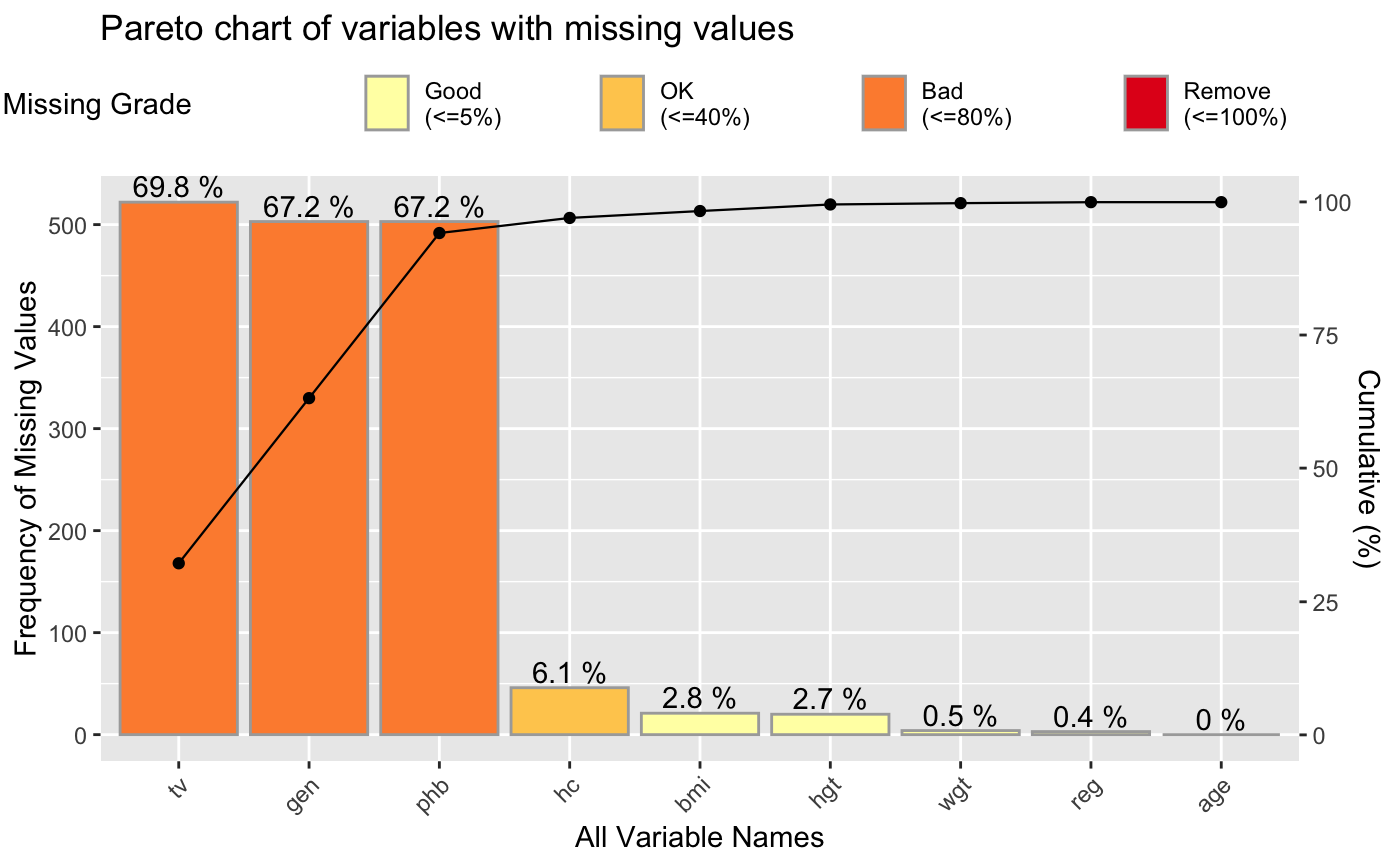 Pareto chart of variables with missing values
Missing Grade
Good
(<=5%)
OK
(<=40%)
Bad
(<=80%)
Remove
(<=100%)
69.8 %
67.2 %
67.2 %
6.1 %
2.8 %
2.7 %
0.5 %
0.4 %
0 %
Frequency of Missing Values
500
400
300
200
100
0
100
75
50
25
0
Cumulative (%)
tv
gen
phb
hc
bmi
hgt
wgt
reg
age
All Variable Names